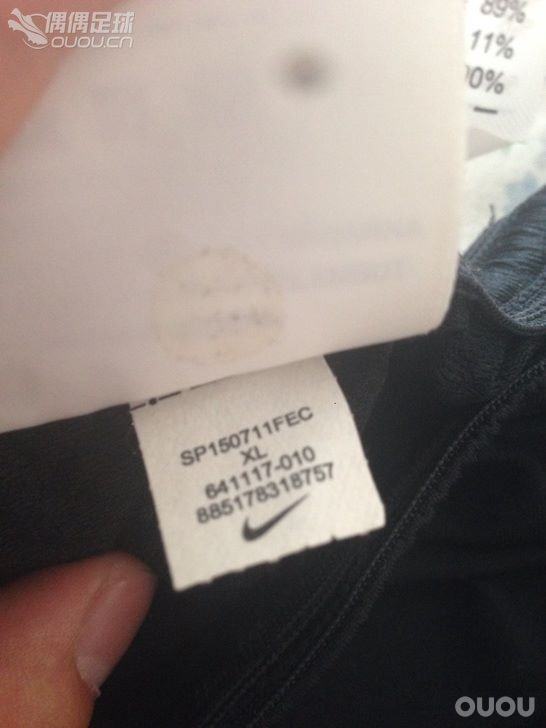 偶偶足球
OUOU.CN
89%
11%
00%
SP150711FEC
XL
641117-010
885178318757
OUOU